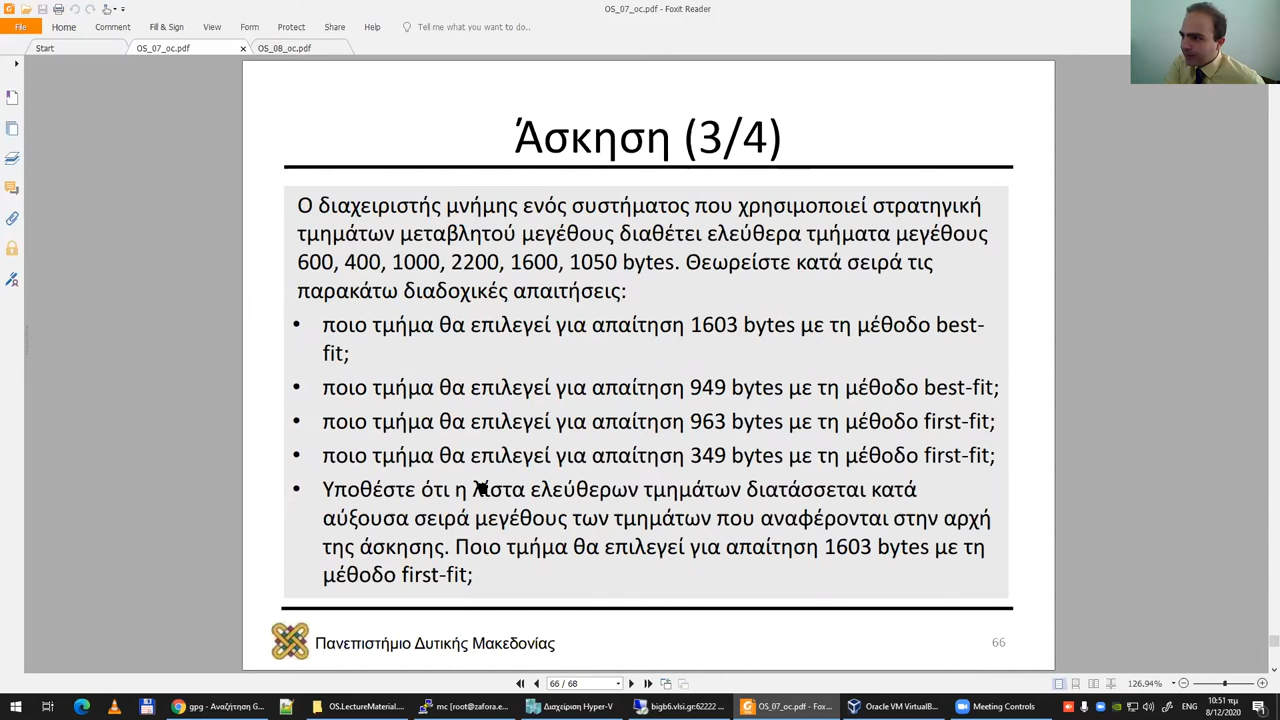 OS_07_oc.pdf - Foxit Reader
File Home Comment Fill & Sign View Form Protect Share Help Tell me what you want to do..
Start OS_07_oc.pdf OS_08_oc.pdf
Άσκηση (3/4)
Ο διαχειριστής μνήμης ενός συστήματος που χρησιμοποιεί στρατηγική
τμημάτων μεταβλητού μεγέθους διαθέτει ελεύθερα τμήματα μεγέθους
600, 400, 1000, 2200, 1600, 1050 bytes. Θεωρείστε κατά σειρά τις
παρακάτω διαδοχικές απαιτήσεις:
• ποιο τμήμα θα επιλεγεί για απαίτηση 1603 bytes με τη μέθοδο best-
fit;
• ποιο τμήμα θα επιλεγεί για απαίτηση 949 bytes με τη μέθοδο best-fit;
• ποιο τμήμα θα επιλεγεί για απαίτηση 963 bytes με τη μέθοδο first-fit;
• ποιο τμήμα θα επιλεγεί για απαίτηση 349 bytes με τη μέθοδο first-fit;
• Υποθέστε ότι η λίστα ελεύθερων τμημάτων διατάσσεται κατά
αύξουσα σειρά μεγέθους των τμημάτων που αναφέρονται στην αρχή
της άσκησης. Ποιο τμήμα θα επιλεγεί για απαίτηση 1603 bytes με τη
μέθοδο first-fit;
Πανεπιστήμιο Δυτικής Μακεδονίας 66
66 / 68 126.94%
gpg - Αναζήτηση G... OS.LectureMaterial.... mc [root@zafora.e... Διαχείριση Hyper-V bigb6.vlsi.gr:62222 ... OS_07_oc.pdf - Fox... Oracle VM VirtualB... Meeting Controls 10:51 πμ
8/12/2020